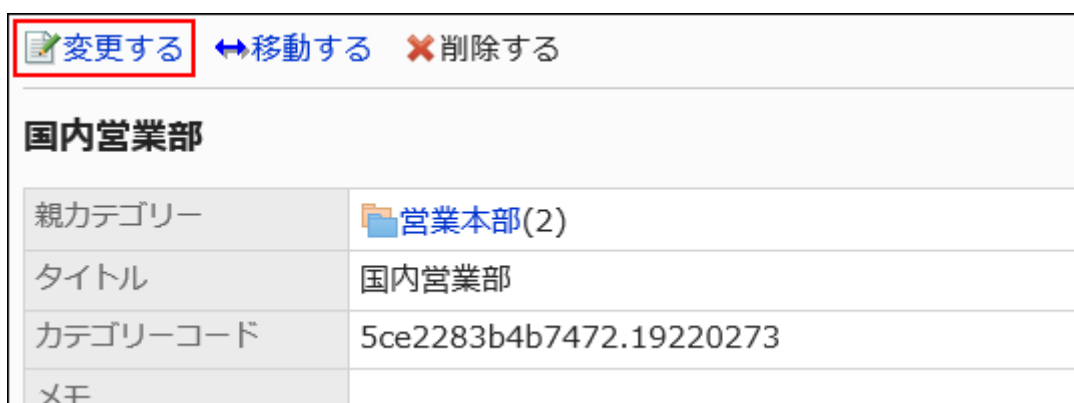 変更する 移動する 削除する
国内営業部
親カテゴリー 営業本部(2)
タイトル 国内営業部
カテゴリーコード 5ce2283b4b7472.19220273
メモ